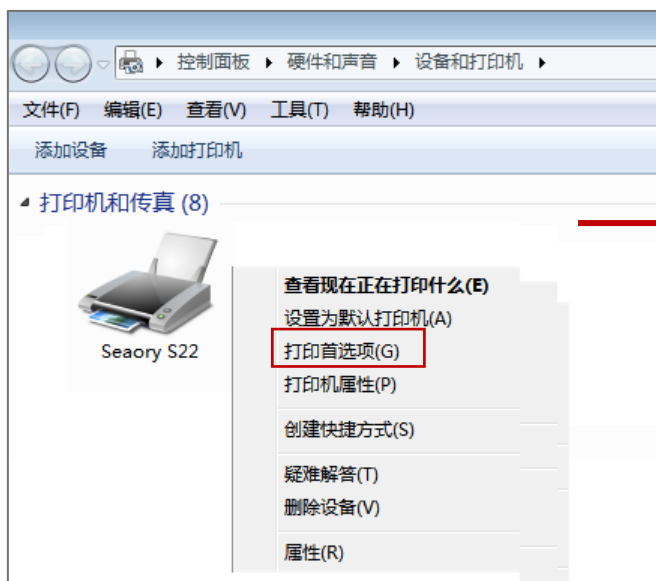 控制面板 硬件和声音 设备和打印机
文件(F) 编辑(E) 查看(V) 工具(T) 帮助(H)
添加设备 添加打印机
打印机和传真 (8)
Seaory S22
查看现在正在打印什么(E)
设置为默认打印机(A)
打印首选项(G)
打印机属性(P)
创建快捷方式(S)
疑难解答(T)
删除设备(V)
属性(R)